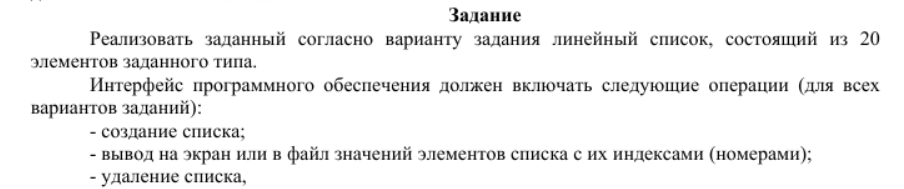 Задание
Реализовать заданный согласно варианту задания линейный список, состоящий из 20
элементов заданного типа.
Интерфейс программного обеспечения должен включать следующие операции (для всех
вариантов заданий):
- создание списка;
- вывод на экран или в файл значений элементов списка с их индексами (номерами);
- удаление списка,